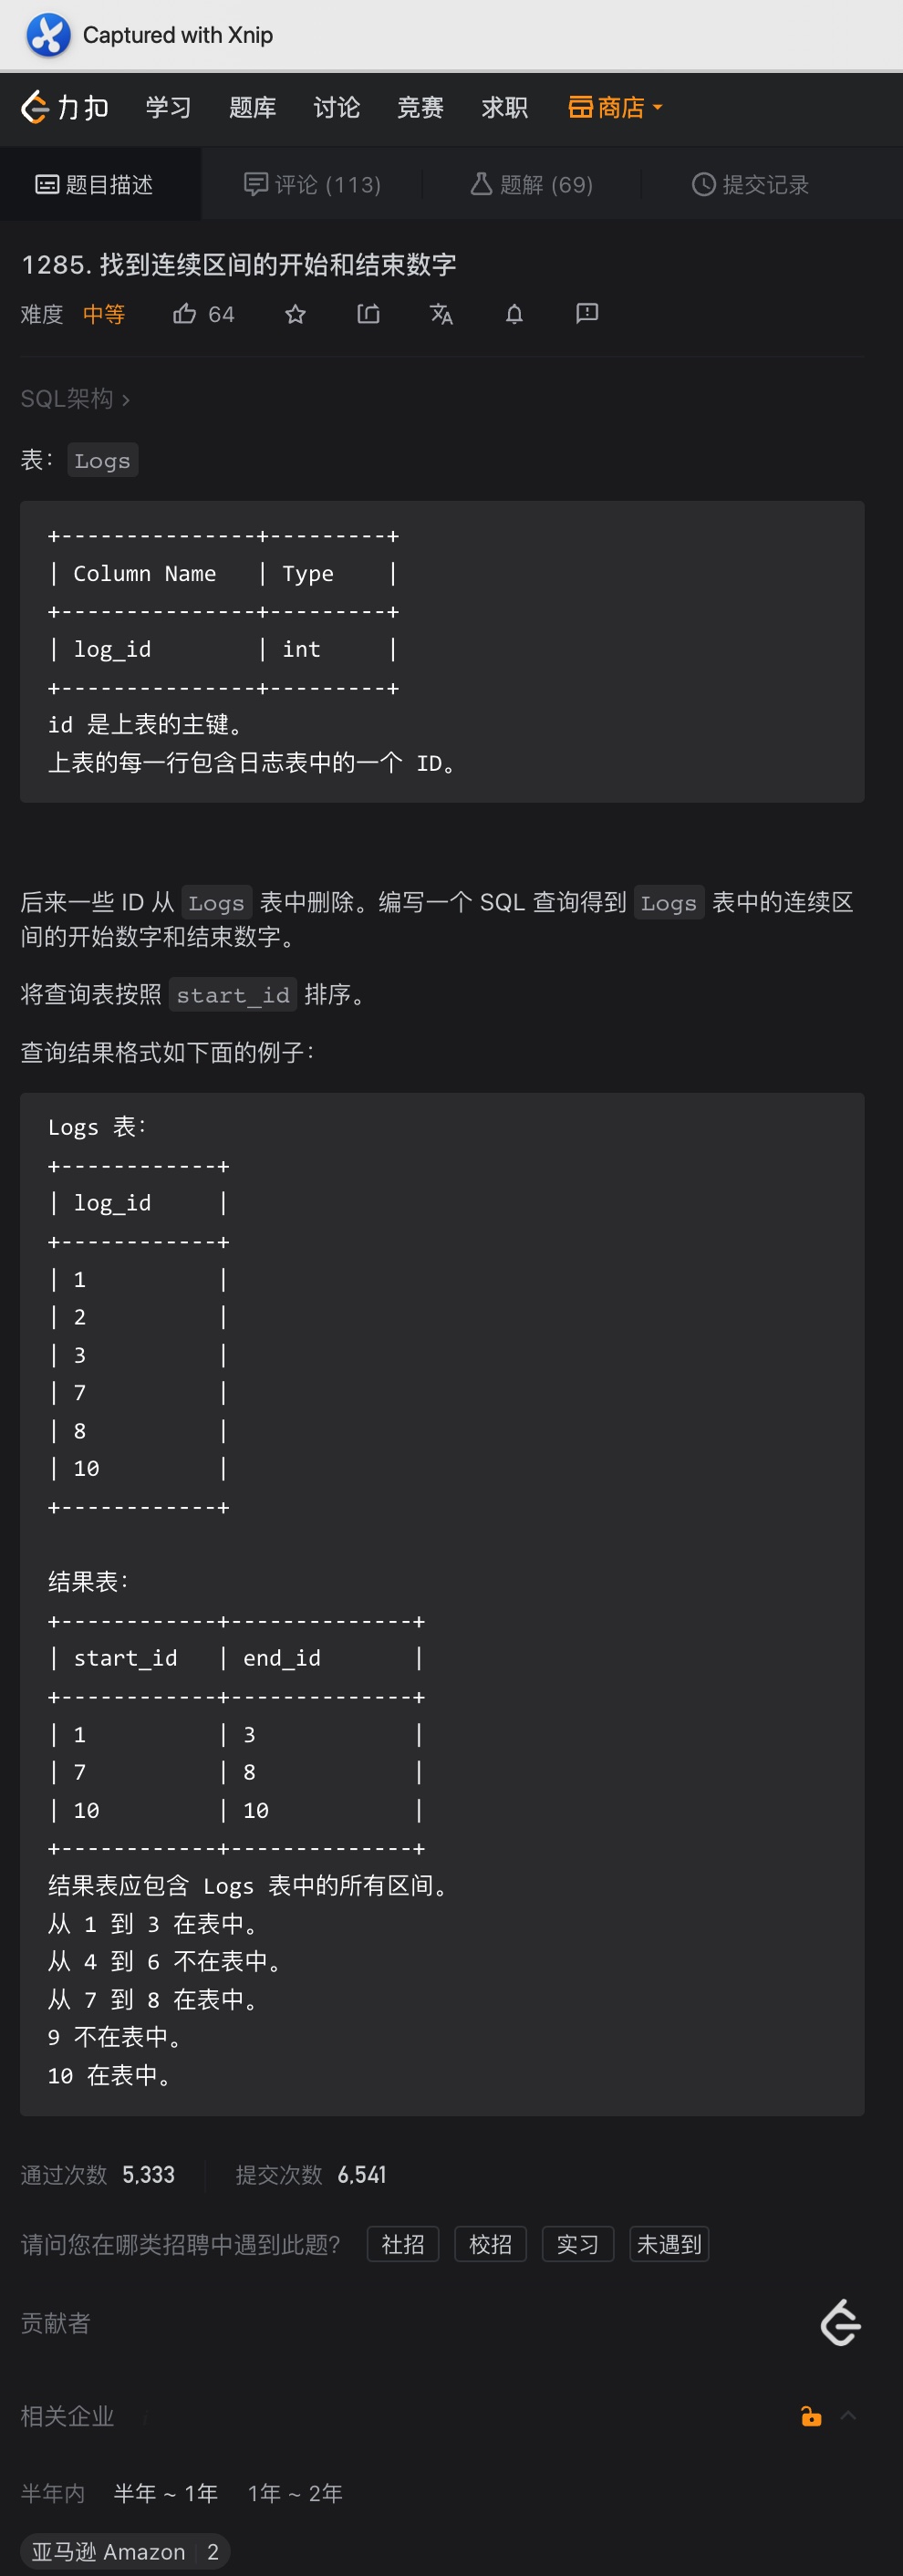 Captured with Xnip
力扣 学习 题库 讨论 竞赛 求职 商店
题目描述 评论 (113) 题解 (69) 提交记录
1285. 找到连续区间的开始和结束数字
难度 中等 64
SQL架构 >
表： Logs
+---------------+---------+
| Column Name   | Type    |
+---------------+---------+
| log_id        | int     |
+---------------+---------+
id 是上表的主键。
上表的每一行包含日志表中的一个 ID。
后来一些 ID 从 Logs 表中删除。编写一个 SQL 查询得到 Logs 表中的连续区
间的开始数字和结束数字。
将查询表按照 start_id 排序。
查询结果格式如下面的例子：
Logs 表：
+------------+
| log_id     |
+------------+
| 1          |
| 2          |
| 3          |
| 7          |
| 8          |
| 10         |
+------------+
结果表：
+------------+--------------+
| start_id   | end_id       |
+------------+--------------+
| 1          | 3            |
| 7          | 8            |
| 10         | 10           |
+------------+--------------+
结果表应包含 Logs 表中的所有区间。
从 1 到 3 在表中。
从 4 到 6 不在表中。
从 7 到 8 在表中。
9 不在表中。
10 在表中。
通过次数 5,333 提交次数 6,541
请问您在哪类招聘中遇到此题？ 社招 校招 实习 未遇到
贡献者
相关企业
半年内 半年 ~ 1年 1年 ~ 2年
亚马逊 Amazon | 2